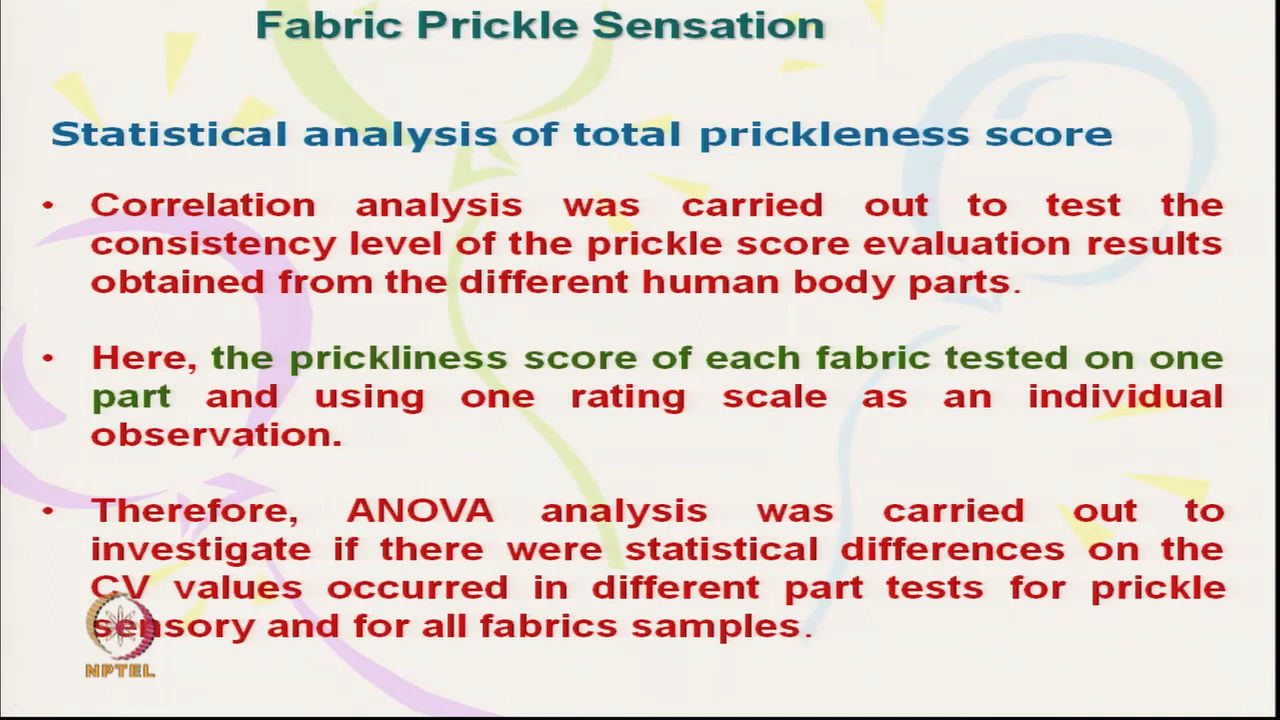 Fabric Prickle Sensation
Statistical analysis of total prickleness score
• Correlation analysis was carried out to test the
consistency level of the prickle score evaluation results
obtained from the different human body parts.
• Here, the prickliness score of each fabric tested on one
part and using one rating scale as an individual
observation.
• Therefore, ANOVA analysis was carried out to
investigate if there were statistical differences on the
CV values occurred in different part tests for prickle
sensory and for all fabrics samples.
NPTEL